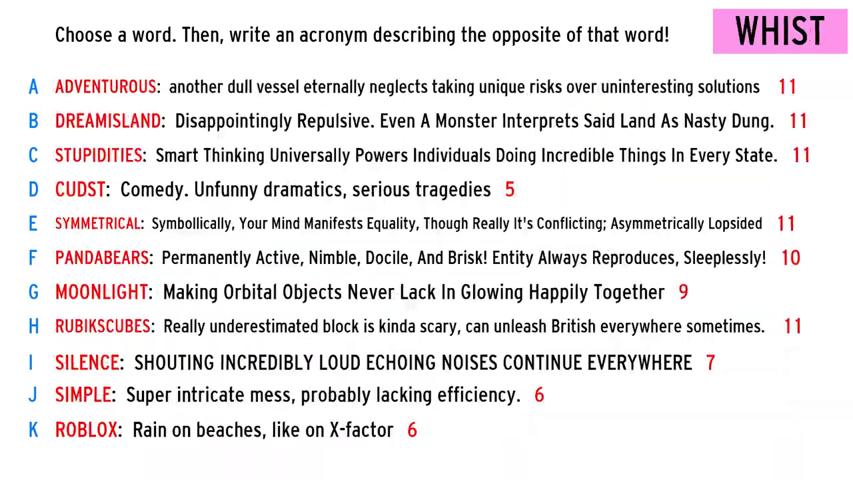 Choose a word. Then, write an acronym describing the opposite of that word!
WHIST
A ADVENTUROUS: another dull vessel eternally neglects taking unique risks over uninteresting solutions 11
B DREAMISLAND: Disappointingly Repulsive. Even A Monster Interprets Said Land As Nasty Dung. 11
C STUPIDITIES: Smart Thinking Universally Powers Individuals Doing Incredible Things In Every State. 11
D CUDST: Comedy. Unfunny dramatics, serious tragedies 5
E SYMMETRICAL: Symbollically, Your Mind Manifests Equality, Though Really It's Conflicting; Asymmetrically Lopsided 11
F PANDABEARS: Permanently Active, Nimble, Docile, And Brisk! Entity Always Reproduces, Sleeplessly! 10
G MOONLIGHT: Making Orbital Objects Never Lack In Glowing Happily Together 9
H RUBIKSCUBES: Really underestimated block is kinda scary, can unleash British everywhere sometimes. 11
I SILENCE: SHOUTING INCREDIBLY LOUD ECHOING NOISES CONTINUE EVERYWHERE 7
J SIMPLE: Super intricate mess, probably lacking efficiency. 6
K ROBLOX: Rain on beaches, like on X-factor 6